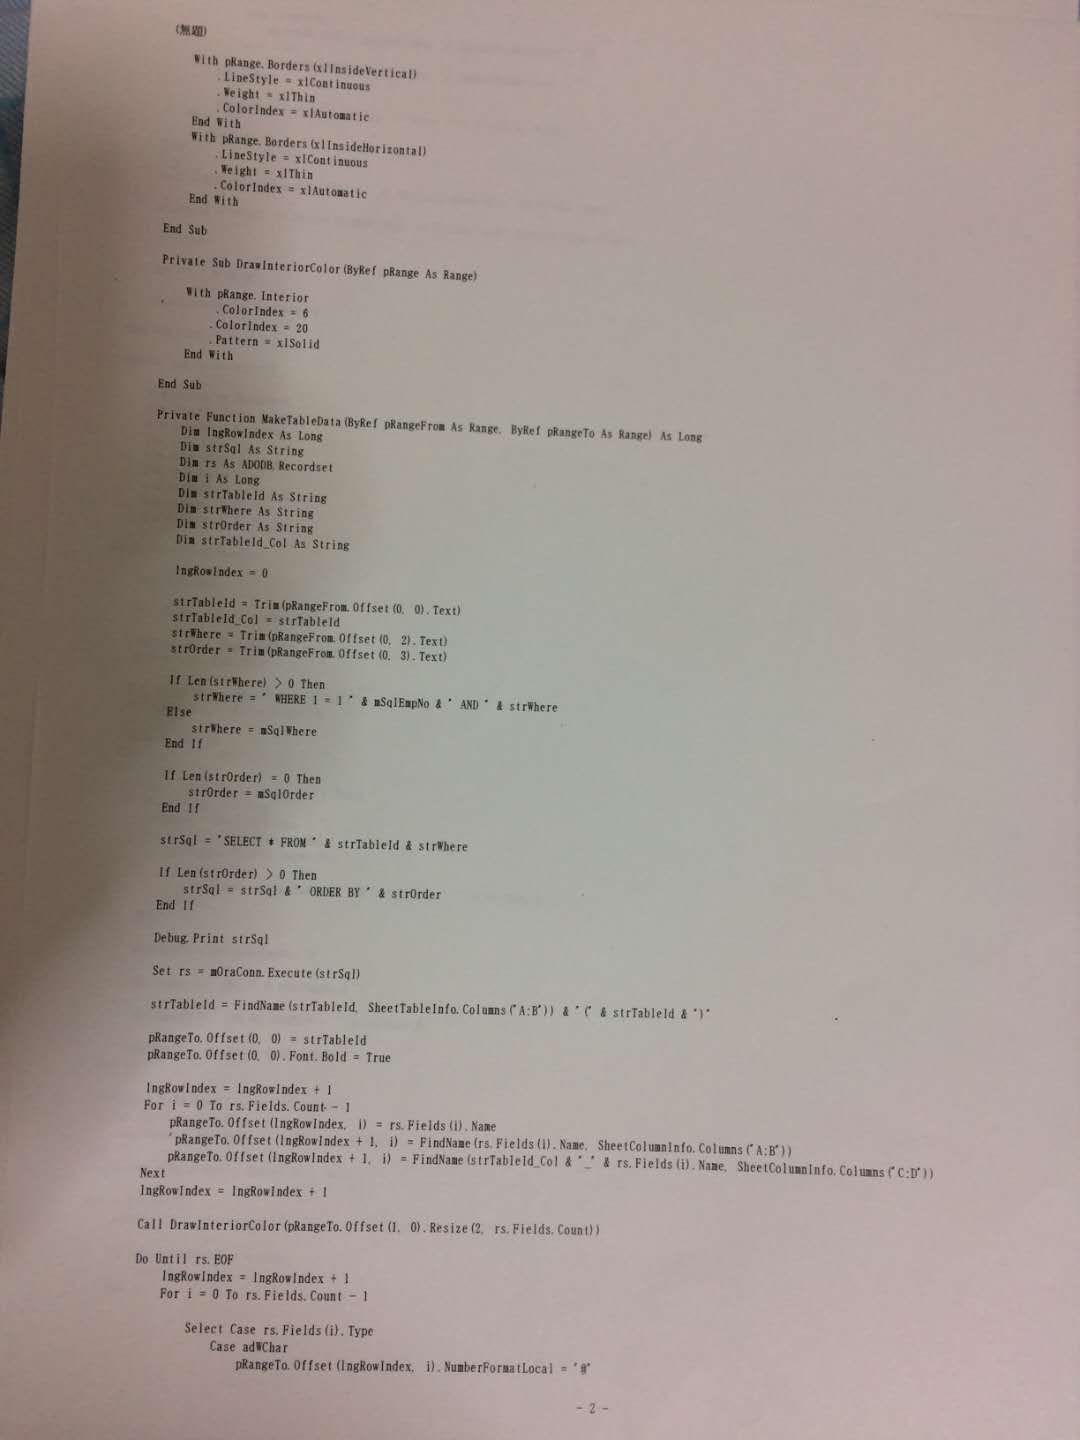 (無題)
With pRange.Borders(xlInsideVertical)
.LineStyle = xlContinuous
.Weight = xlThin
.ColorIndex = xlAutomatic
End With
With pRange.Borders(xlInsideHorizontal)
.LineStyle = xlContinuous
.Weight = xlThin
.ColorIndex = xlAutomatic
End With
End Sub
Private Sub DrawInteriorColor(ByRef pRange As Range)
With pRange.Interior
.ColorIndex = 6
.ColorIndex = 20
.Pattern = xlSolid
End With
End Sub
Private Function MakeTableData(ByRef pRangeFrom As Range, ByRef pRangeTo As Range) As Long
Dim lngRowIndex As Long
Dim strSql As String
Dim rs As ADODB.Recordset
Dim i As Long
Dim strTableId As String
Dim strWhere As String
Dim strOrder As String
Dim strTableId_Col As String
lngRowIndex = 0
strTableId = Trim(pRangeFrom.Offset(0, 0).Text)
strTableId_Col = strTableId
strWhere = Trim(pRangeFrom.Offset(0, 2).Text)
strOrder = Trim(pRangeFrom.Offset(0, 3).Text)
If Len(strWhere) > 0 Then
strWhere = " WHERE 1 = 1 " & mSqlEmpNo & " AND " & strWhere
Else
strWhere = mSqlWhere
End If
If Len(strOrder) = 0 Then
strOrder = mSqlOrder
End If
strSql = "SELECT * FROM " & strTableId & strWhere
If Len(strOrder) > 0 Then
strSql = strSql & " ORDER BY " & strOrder
End If
Debug.Print strSql
Set rs = mOraConn.Execute(strSql)
strTableId = FindName(strTableId, SheetTableInfo.Columns("A:B")) & "(" & strTableId & ")"
pRangeTo.Offset(0, 0) = strTableId
pRangeTo.Offset(0, 0).Font.Bold = True
lngRowIndex = lngRowIndex + 1
For i = 0 To rs.Fields.Count - 1
pRangeTo.Offset(lngRowIndex, i) = rs.Fields(i).Name
'pRangeTo.Offset(lngRowIndex + 1, i) = FindName(rs.Fields(i).Name, SheetColumnInfo.Columns("A:B"))
pRangeTo.Offset(lngRowIndex + 1, i) = FindName(strTableId_Col & "_" & rs.Fields(i).Name, SheetColumnInfo.Columns("C:D"))
Next
lngRowIndex = lngRowIndex + 1
Call DrawInteriorColor(pRangeTo.Offset(1, 0).Resize(2, rs.Fields.Count))
Do Until rs.EOF
lngRowIndex = lngRowIndex + 1
For i = 0 To rs.Fields.Count - 1
Select Case rs.Fields(i).Type
Case adWChar
pRangeTo.Offset(lngRowIndex, i).NumberFormatLocal = "@"
- 2 -